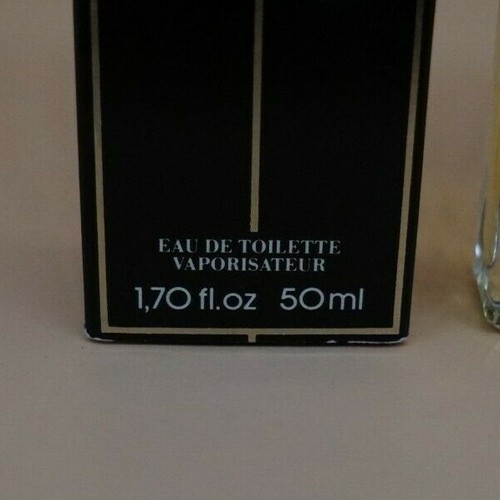 EAU DE TOILETTE
VAPORISATEUR
1,70 fl.oz 50ml